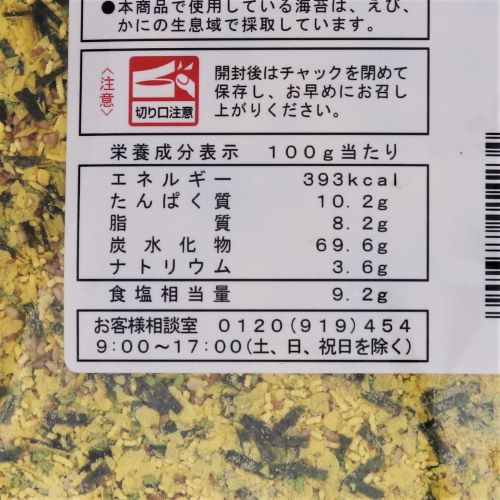 ●本商品で使用している海苔は、えび、
かにの生息域で採取しています。
〈注意〉
切り口注意
開封後はチャックを閉めて
保存し、お早めにお召し
上がりください。
栄養成分表示 100g当たり
エネルギー 393kcal
たんぱく質 10.2g
脂質 8.2g
炭水化物 69.6g
ナトリウム 3.6g
食塩相当量 9.2g
お客様相談室 0120(919)454
9:00～17:00(土、日、祝日を除く)